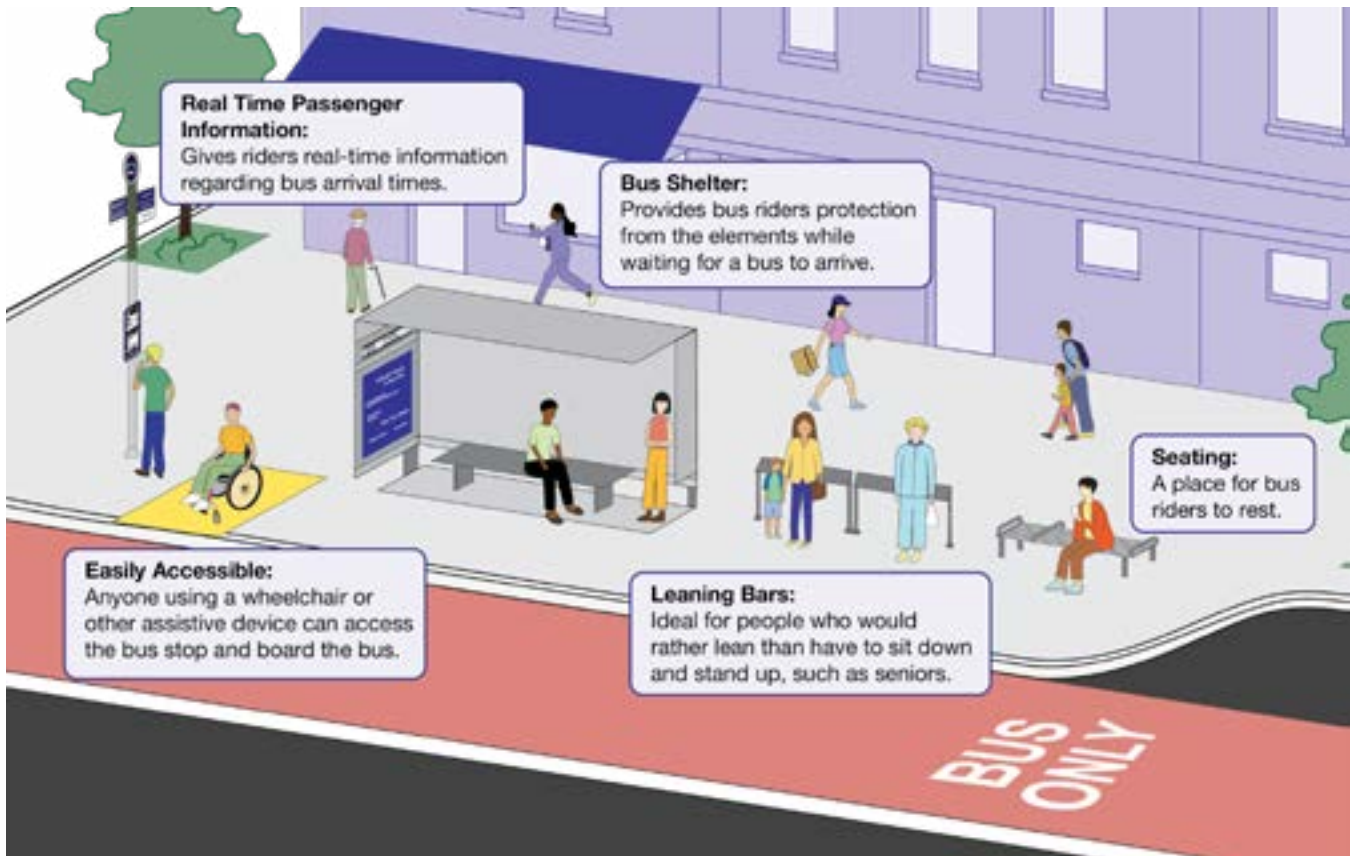 Real Time Passenger
Information:
Gives riders real-time information
regarding bus arrival times.
Bus Shelter:
Provides bus riders protection
from the elements while
waiting for a bus to arrive.
Seating:
A place for bus
riders to rest.
Easily Accessible:
Anyone using a wheelchair or
other assistive device can access
the bus stop and board the bus.
Leaning Bars:
Ideal for people who would
rather lean than have to sit down
and stand up, such as seniors.
BUS
ONLY